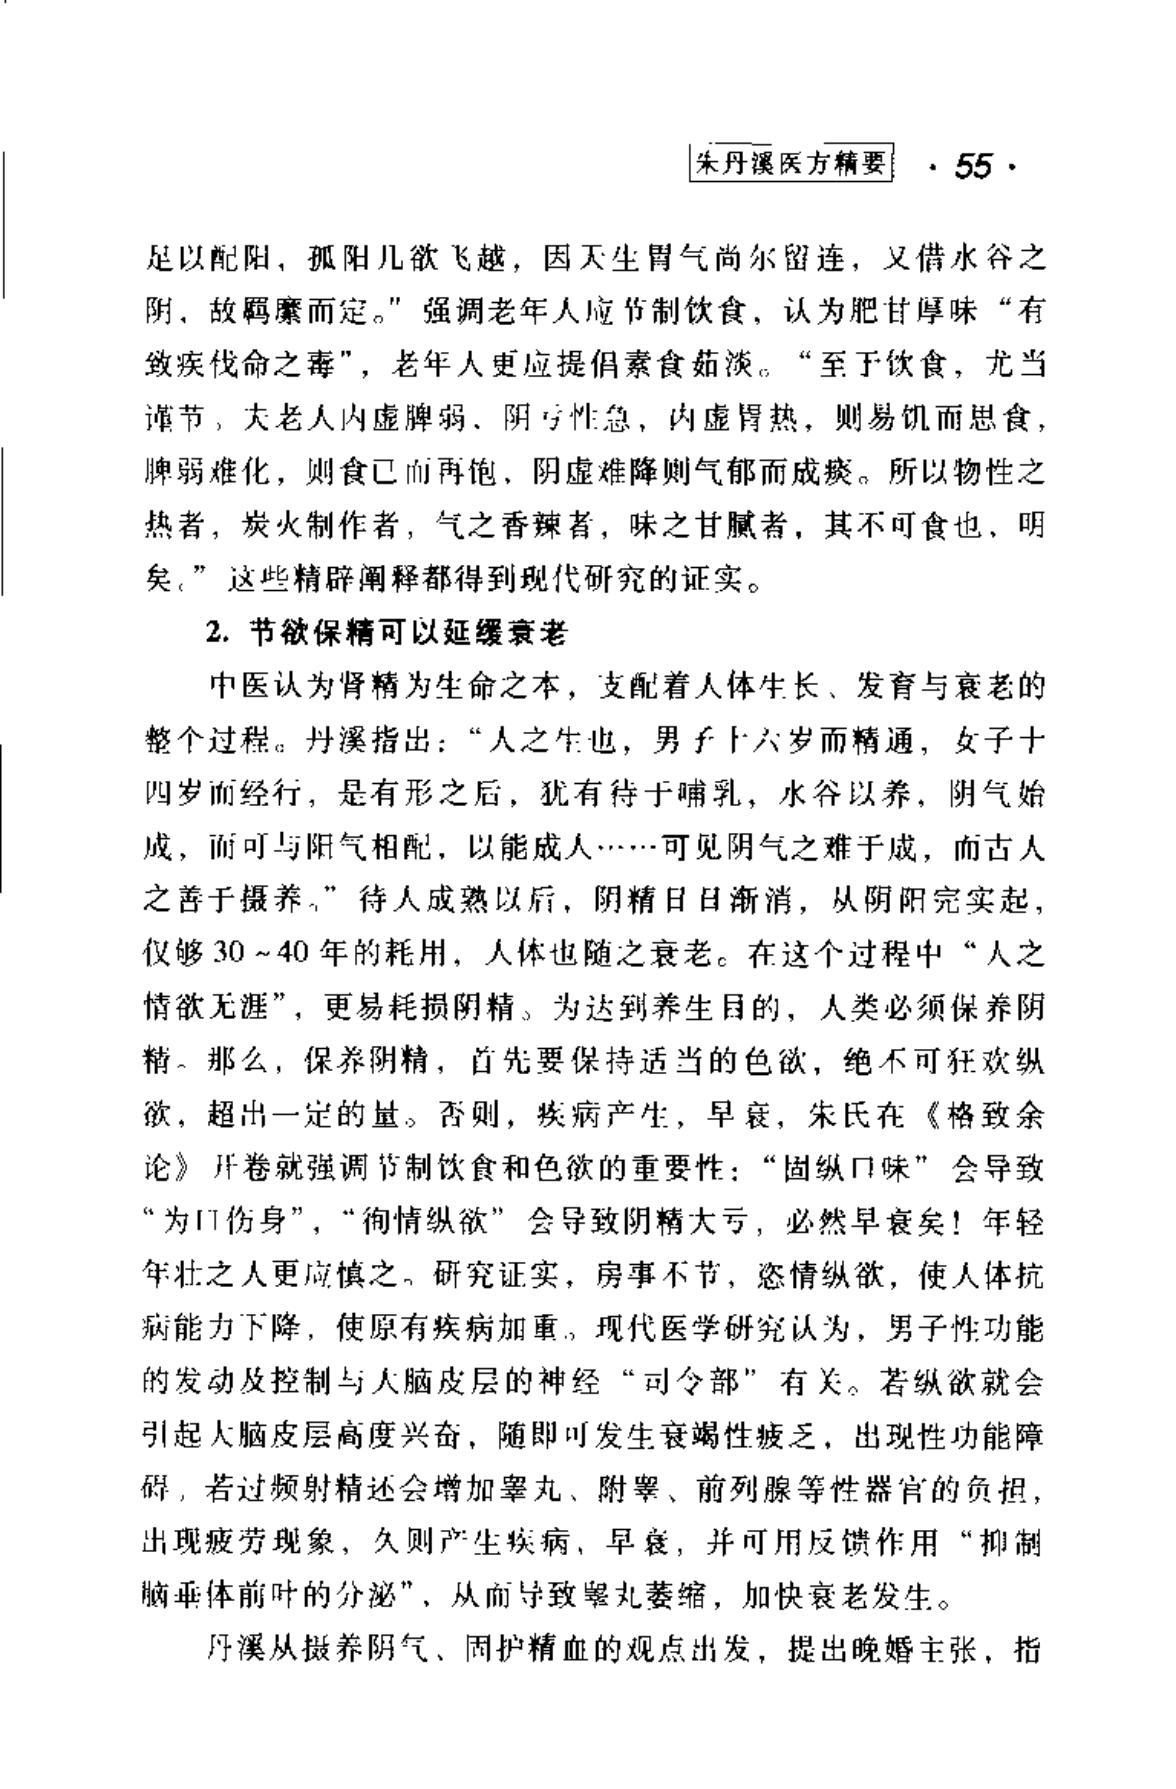 朱丹溪医方精要 · 55 ·
足以配阳，孤阳几欲飞越，因天生胃气尚尔留连，又借水谷之
阴，故羁縻而定。”强调老年人应节制饮食，认为肥甘厚味“有
致疾伐命之毒”，老年人更应提倡素食茹淡。“至于饮食，尤当
谨节。夫老人内虚脾弱，阴亏性急，内虚胃热，则易饥而思食，
脾弱难化，则食已而再饱，阴虚难降则气郁而成痰。所以物性之
热者，炭火制作者，气之香辣者，味之甘腻者，其不可食也，明
矣。”这些精辟阐释都得到现代研究的证实。
2. 节欲保精可以延缓衰老
中医认为肾精为生命之本，支配着人体生长、发育与衰老的
整个过程。丹溪指出：“人之生也，男子十六岁而精通，女子十
四岁而经行，是有形之后，犹有待于哺乳，水谷以养，阴气始
成，而可与阳气相配，以能成人……可见阴气之难于成，而古人
之善于摄养。”待人成熟以后，阴精日日渐消，从阴阳完实起，
仅够30~40年的耗用，人体也随之衰老。在这个过程中“人之
情欲无涯”，更易耗损阴精。为达到养生目的，人类必须保养阴
精。那么，保养阴精，首先要保持适当的色欲，绝不可狂欢纵
欲，超出一定的量。否则，疾病产生，早衰，朱氏在《格致余
论》开卷就强调节制饮食和色欲的重要性：“固纵口味”会导致
“为口伤身”，“徇情纵欲”会导致阴精大亏，必然早衰矣！年轻
年壮之人更应慎之。研究证实，房事不节，恣情纵欲，使人体抗
病能力下降，使原有疾病加重。现代医学研究认为，男子性功能
的发动及控制与大脑皮层的神经“司令部”有关。若纵欲就会
引起大脑皮层高度兴奋，随即可发生衰竭性疲乏，出现性功能障
碍，若过频射精还会增加睾丸、附睾、前列腺等性器官的负担，
出现疲劳现象，久则产生疾病，早衰，并可用反馈作用“抑制
脑垂体前叶的分泌”，从而导致睾丸萎缩，加快衰老发生。
丹溪从摄养阴气、固护精血的观点出发，提出晚婚主张，指